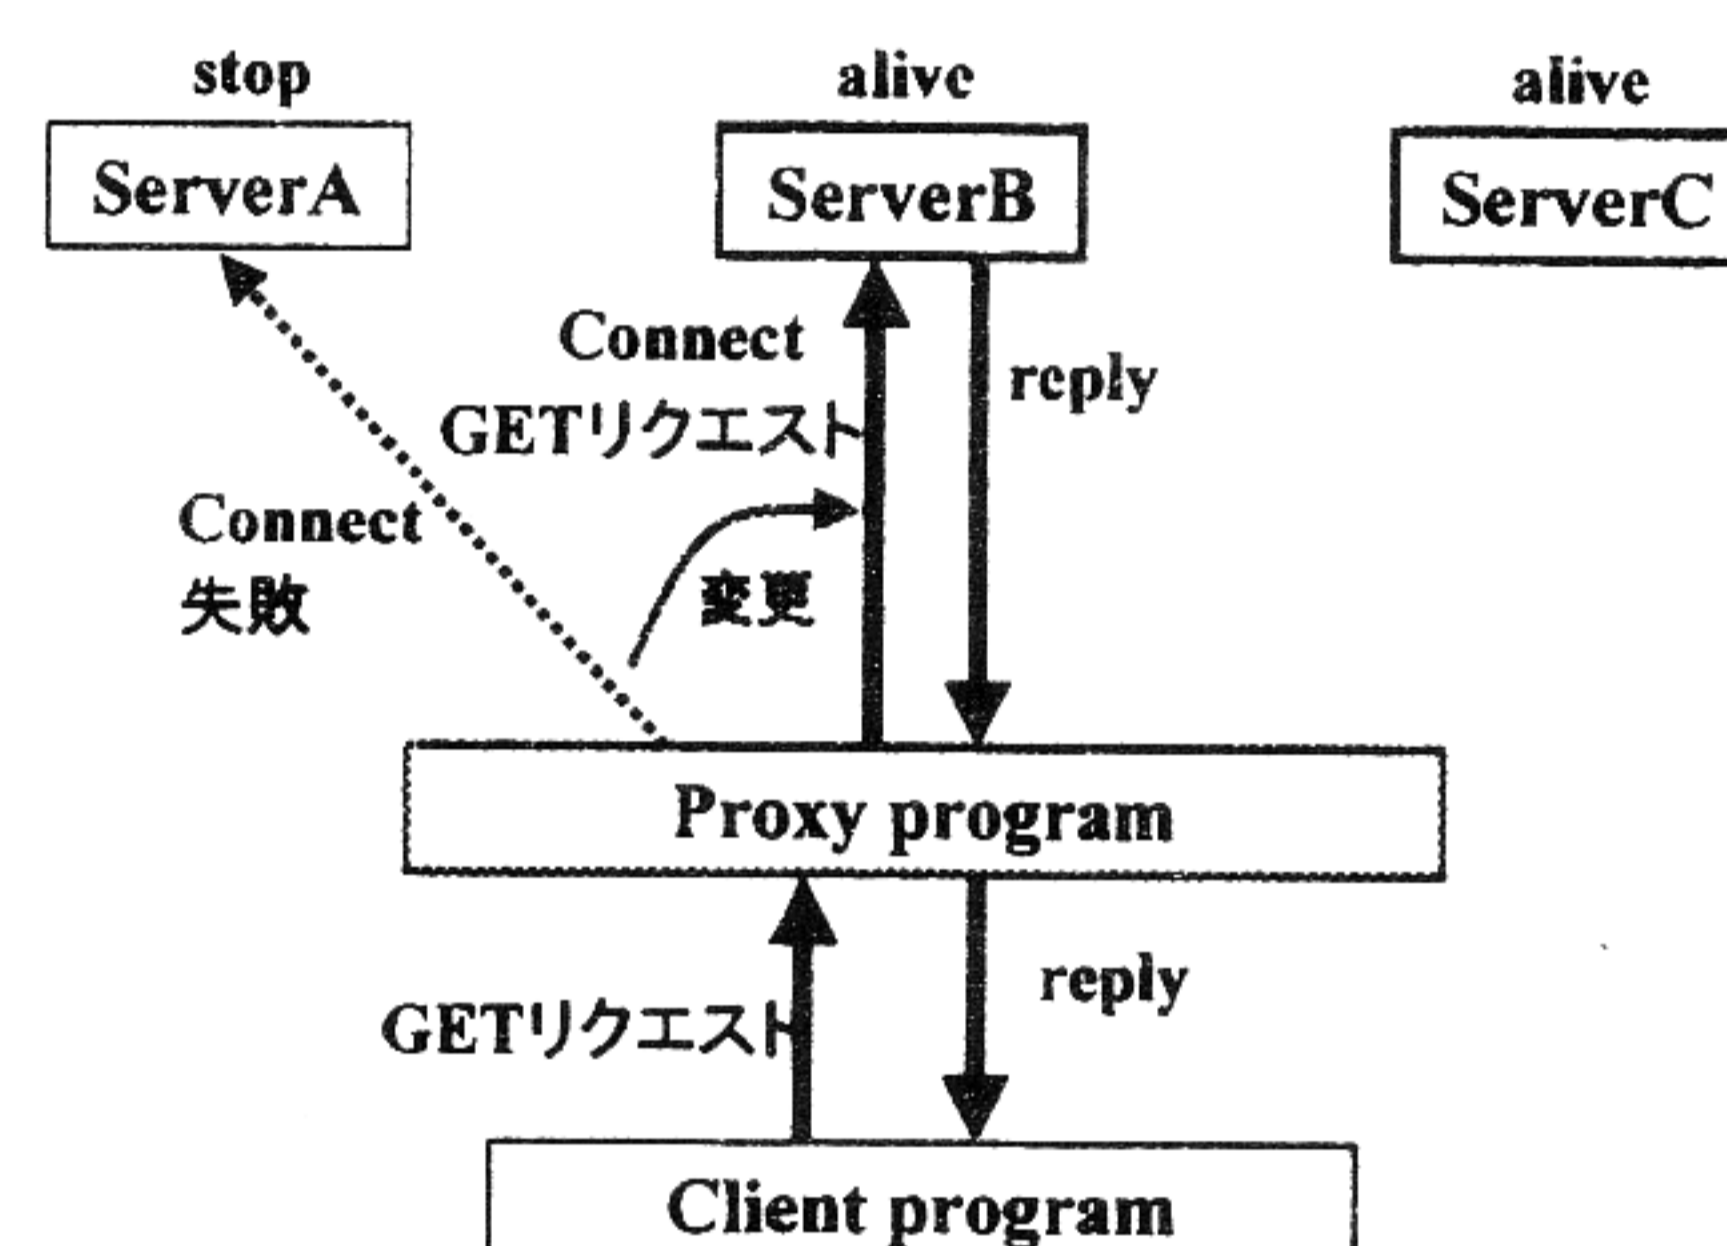 stop
alive
alive
ServerA
ServerB
ServerC
Connect
GETリクエスト
reply
Connect
失敗
変更
Proxy program
GETリクエスト
reply
Client program